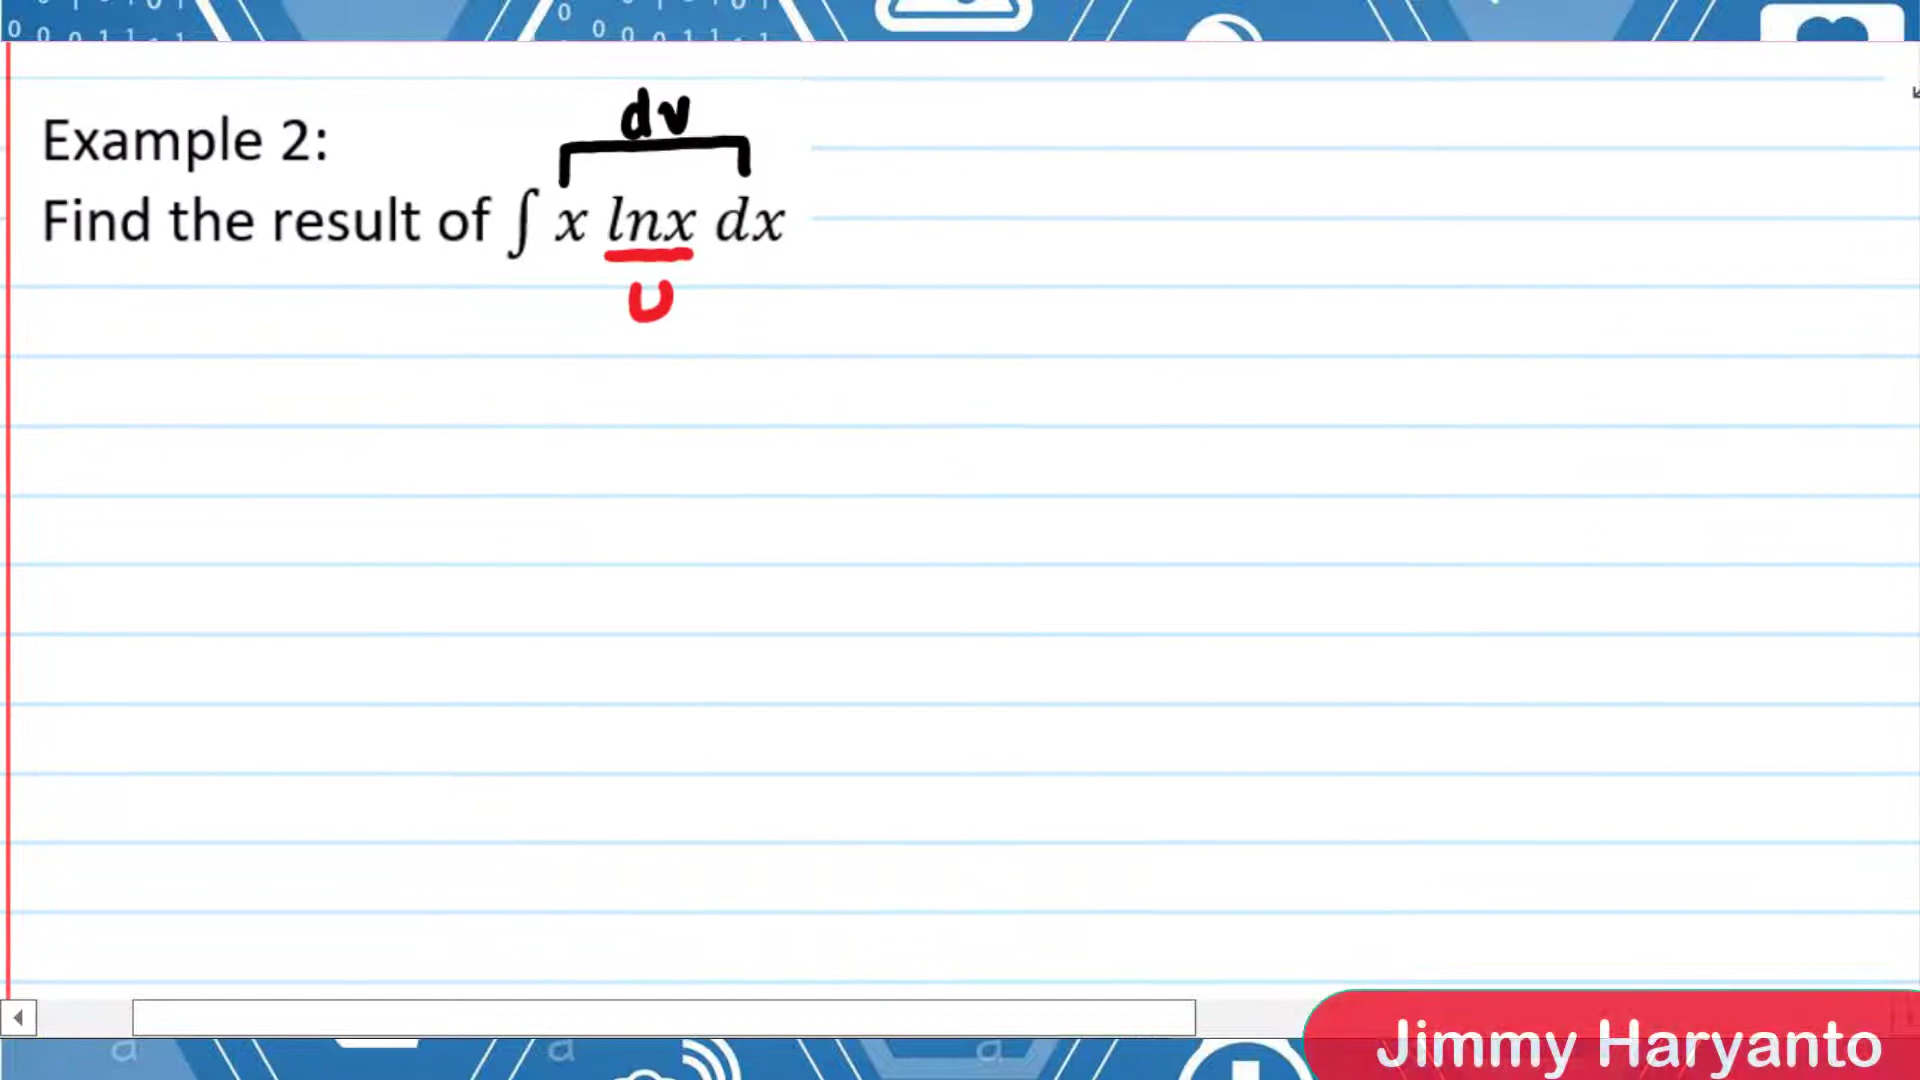 dv
Example 2:
Find the result of ∫ x lnx dx
U
Jimmy Haryanto